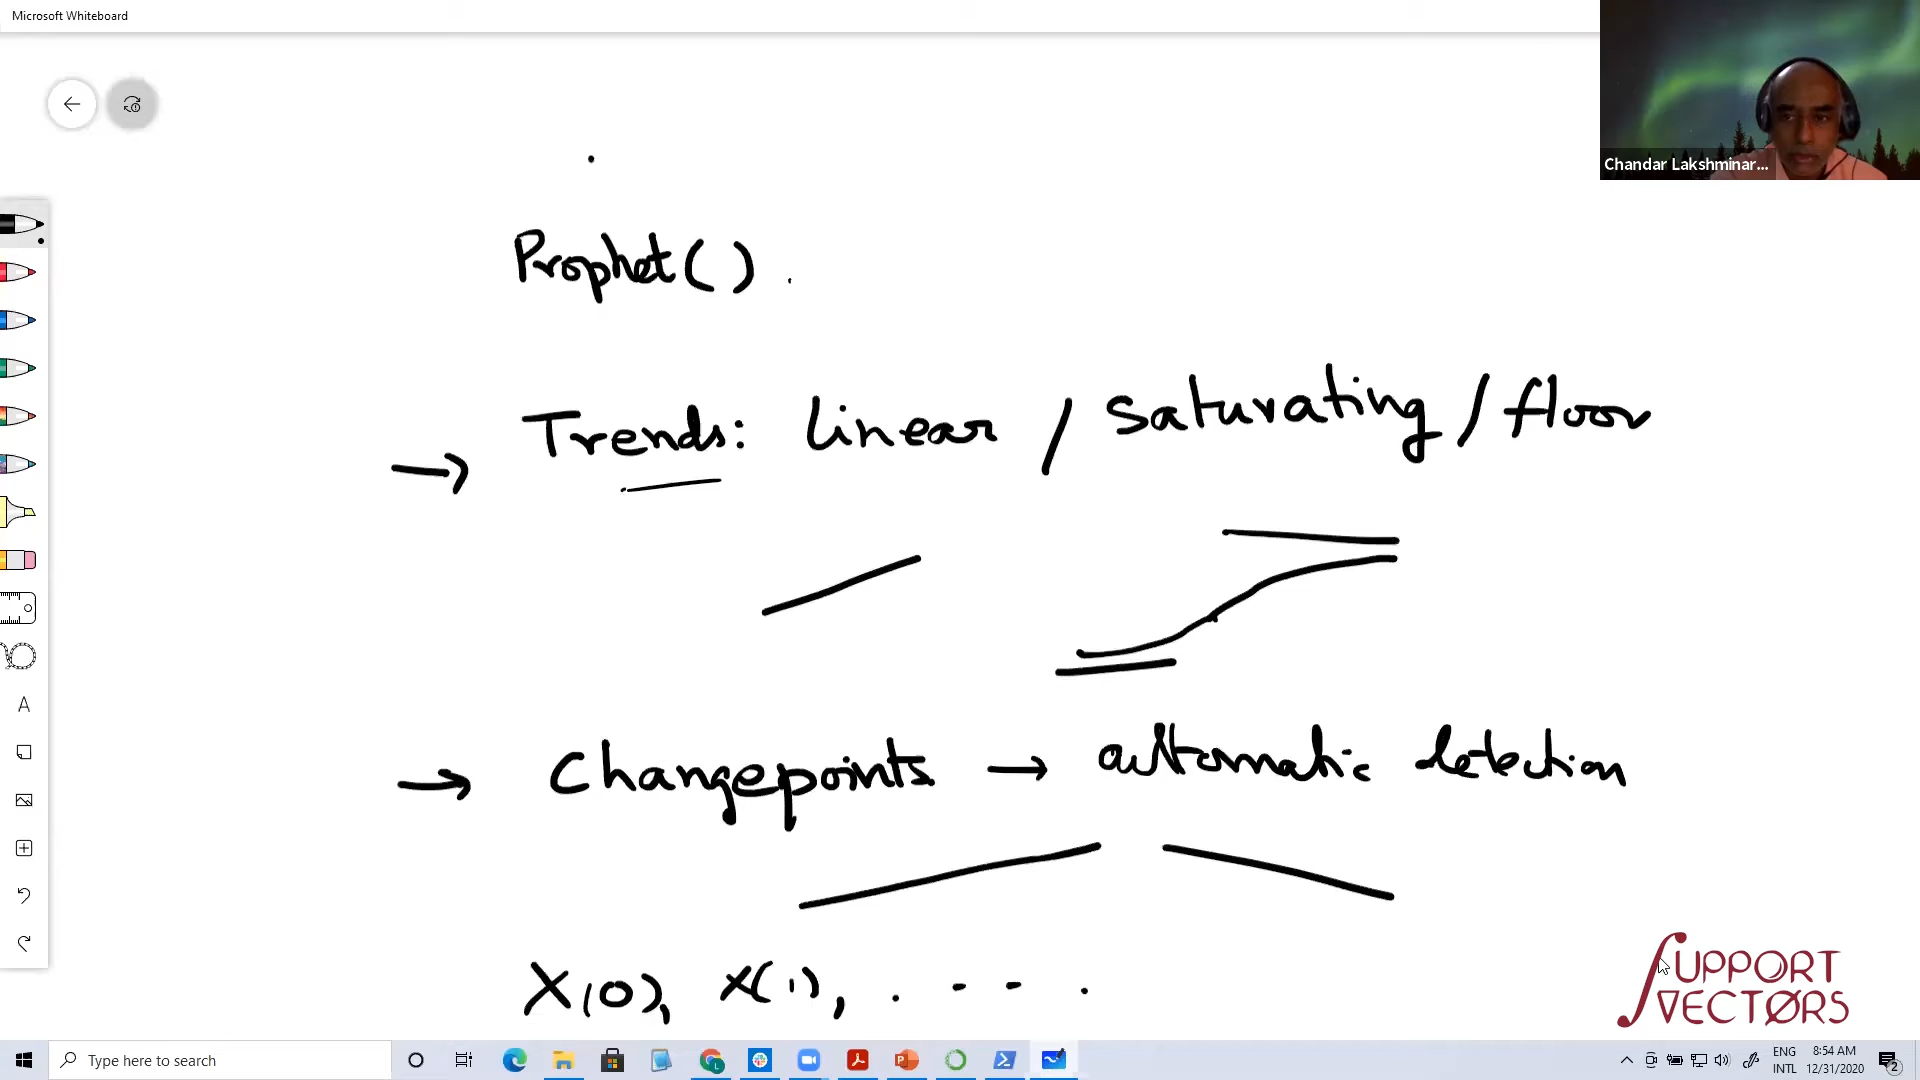 Microsoft Whiteboard
Chandar Lakshminar...
Prophet() .
→ Trends: linear / saturating / floor
→ Changepoints → automatic detection
X(0), X(1), . - - .
A
SUPPORT
VECTORS
Type here to search
ENG
INTL
8:54 AM
12/31/2020
2